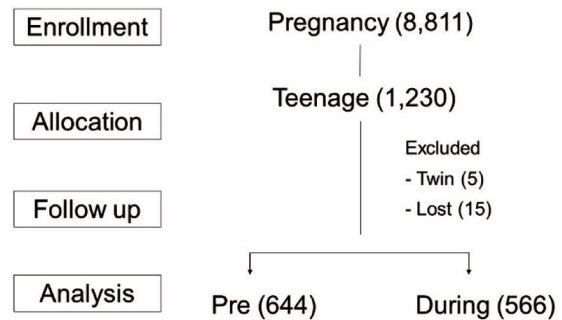 Enrollment
Pregnancy (8,811)
Teenage (1,230)
Allocation
Excluded
- Twin (5)
- Lost (15)
Follow up
Analysis
Pre (644)
During (566)